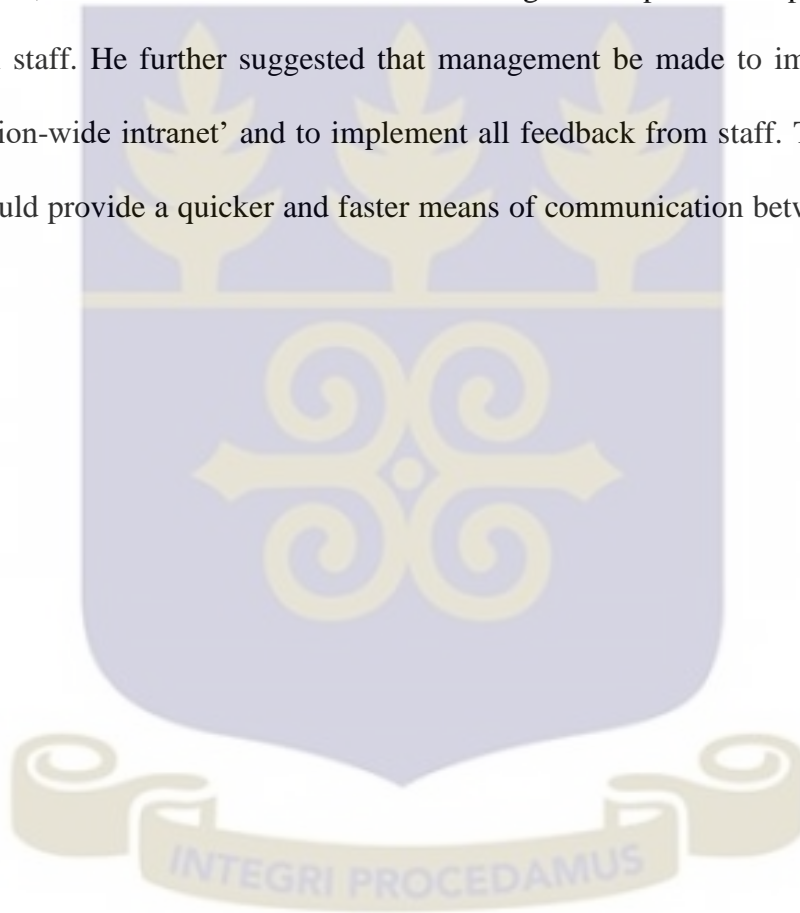 staff. He further suggested that management be made to im
ion-wide intranet’ and to implement all feedback from staff. T
uld provide a quicker and faster means of communication betw
INTEGRI PROCEDAMUS